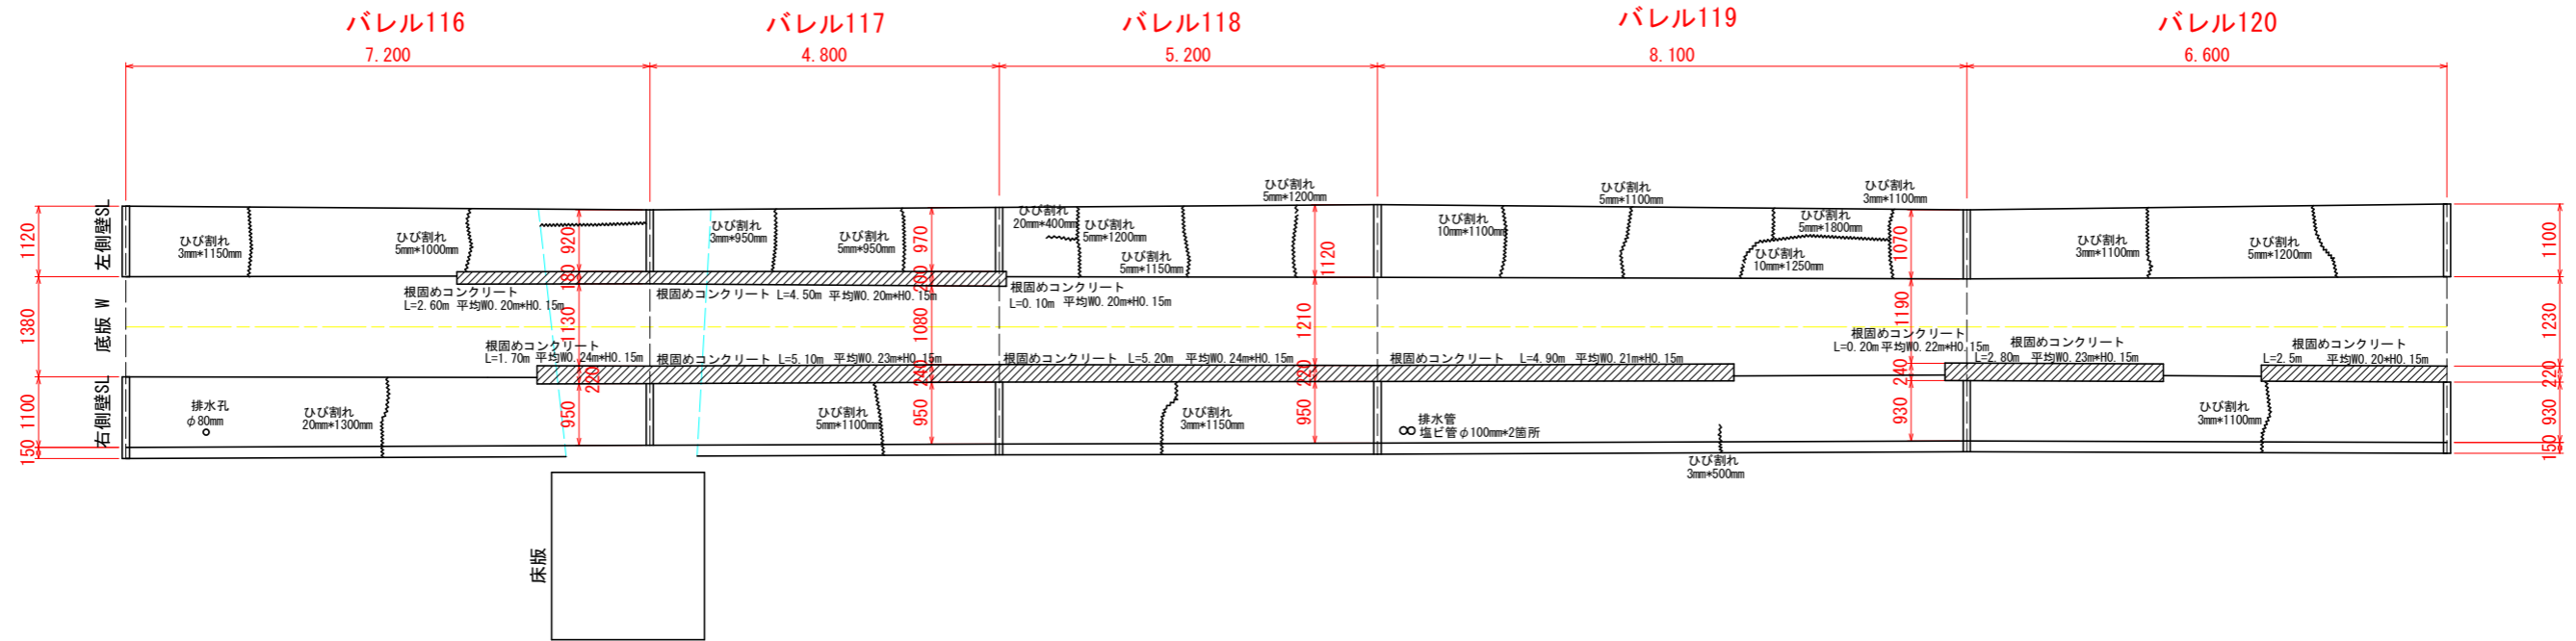 バレル116
バレル117
バレル118
バレル119
バレル120
7.200
4.800
5.200
8.100
6.600
左側壁SL
底版 W
右側壁SL
1120
1380
1100
150
ひび割れ
3mm*1150mm
ひび割れ
5mm*1000mm
920
180
1130
220
950
根固めコンクリート
L=2.60m 平均W0.20m*H0.15m
根固めコンクリート
L=1.70m 平均W0.24m*H0.15m
排水孔
φ80mm
ひび割れ
20mm*1300mm
床版
ひび割れ
3mm*950mm
ひび割れ
5mm*950mm
970
200
1080
240
950
根固めコンクリート L=4.50m 平均W0.20m*H0.15m
根固めコンクリート L=5.10m 平均W0.23m*H0.15m
ひび割れ
5mm*1100mm
ひび割れ
20mm*400mm
ひび割れ
5mm*1200mm
ひび割れ
5mm*1150mm
ひび割れ
5mm*1200mm
1120
1210
220
950
根固めコンクリート
L=0.10m 平均W0.20m*H0.15m
根固めコンクリート L=5.20m 平均W0.24m*H0.15m
ひび割れ
3mm*1150mm
ひび割れ
10mm*1100mm
ひび割れ
5mm*1100mm
ひび割れ
3mm*1100mm
ひび割れ
5mm*1800mm
ひび割れ
10mm*1250mm
1070
1190
240
930
根固めコンクリート L=4.90m 平均W0.21m*H0.15m
根固めコンクリート
L=0.20m 平均W0.22m*H0.15m
排水管
塩ビ管φ100mm*2箇所
ひび割れ
3mm*500mm
ひび割れ
3mm*1100mm
ひび割れ
5mm*1200mm
根固めコンクリート
L=2.80m 平均W0.23m*H0.15m
根固めコンクリート
L=2.5m 平均W0.20*H0.15m
ひび割れ
3mm*1100mm
1100
1230
220
930
150